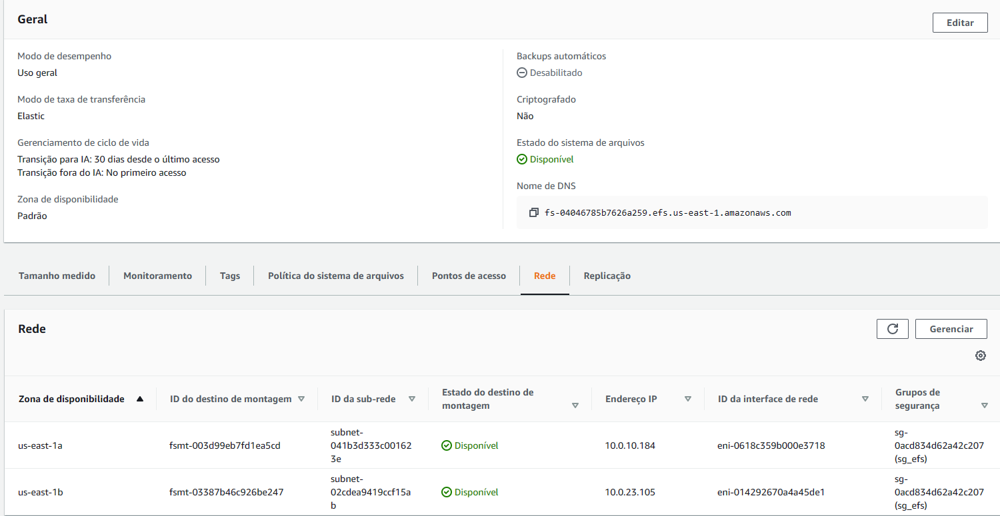 Geral
Editar
Modo de desempenho
Uso geral
Modo de taxa de transferência
Elastic
Gerenciamento de ciclo de vida
Transição para IA: 30 dias desde o último acesso
Transição fora do IA: No primeiro acesso
Zona de disponibilidade
Padrão
Backups automáticos
Desabilitado
Criptografado
Não
Estado do sistema de arquivos
Disponível
Nome de DNS
fs-04046785b7626a259.efs.us-east-1.amazonaws.com
Tamanho medido Monitoramento Tags Política do sistema de arquivos Pontos de acesso Rede Replicação
Rede
Gerenciar
Zona de disponibilidade
ID do destino de montagem
ID da sub-rede
Estado do destino de
montagem
Endereço IP
ID da interface de rede
Grupos de
segurança
us-east-1a
fsmt-003d99eb7fd1ea5cd
subnet-
041b3d333c00162
3e
Disponível
10.0.10.184
eni-0618c359b000e3718
sg-
0acd834d62a42c207
(sg_efs)
us-east-1b
fsmt-03387b46c926be247
subnet-
02cdea9419ccf15a
b
Disponível
10.0.23.105
eni-014292670a4a45de1
sg-
0acd834d62a42c207
(sg_efs)